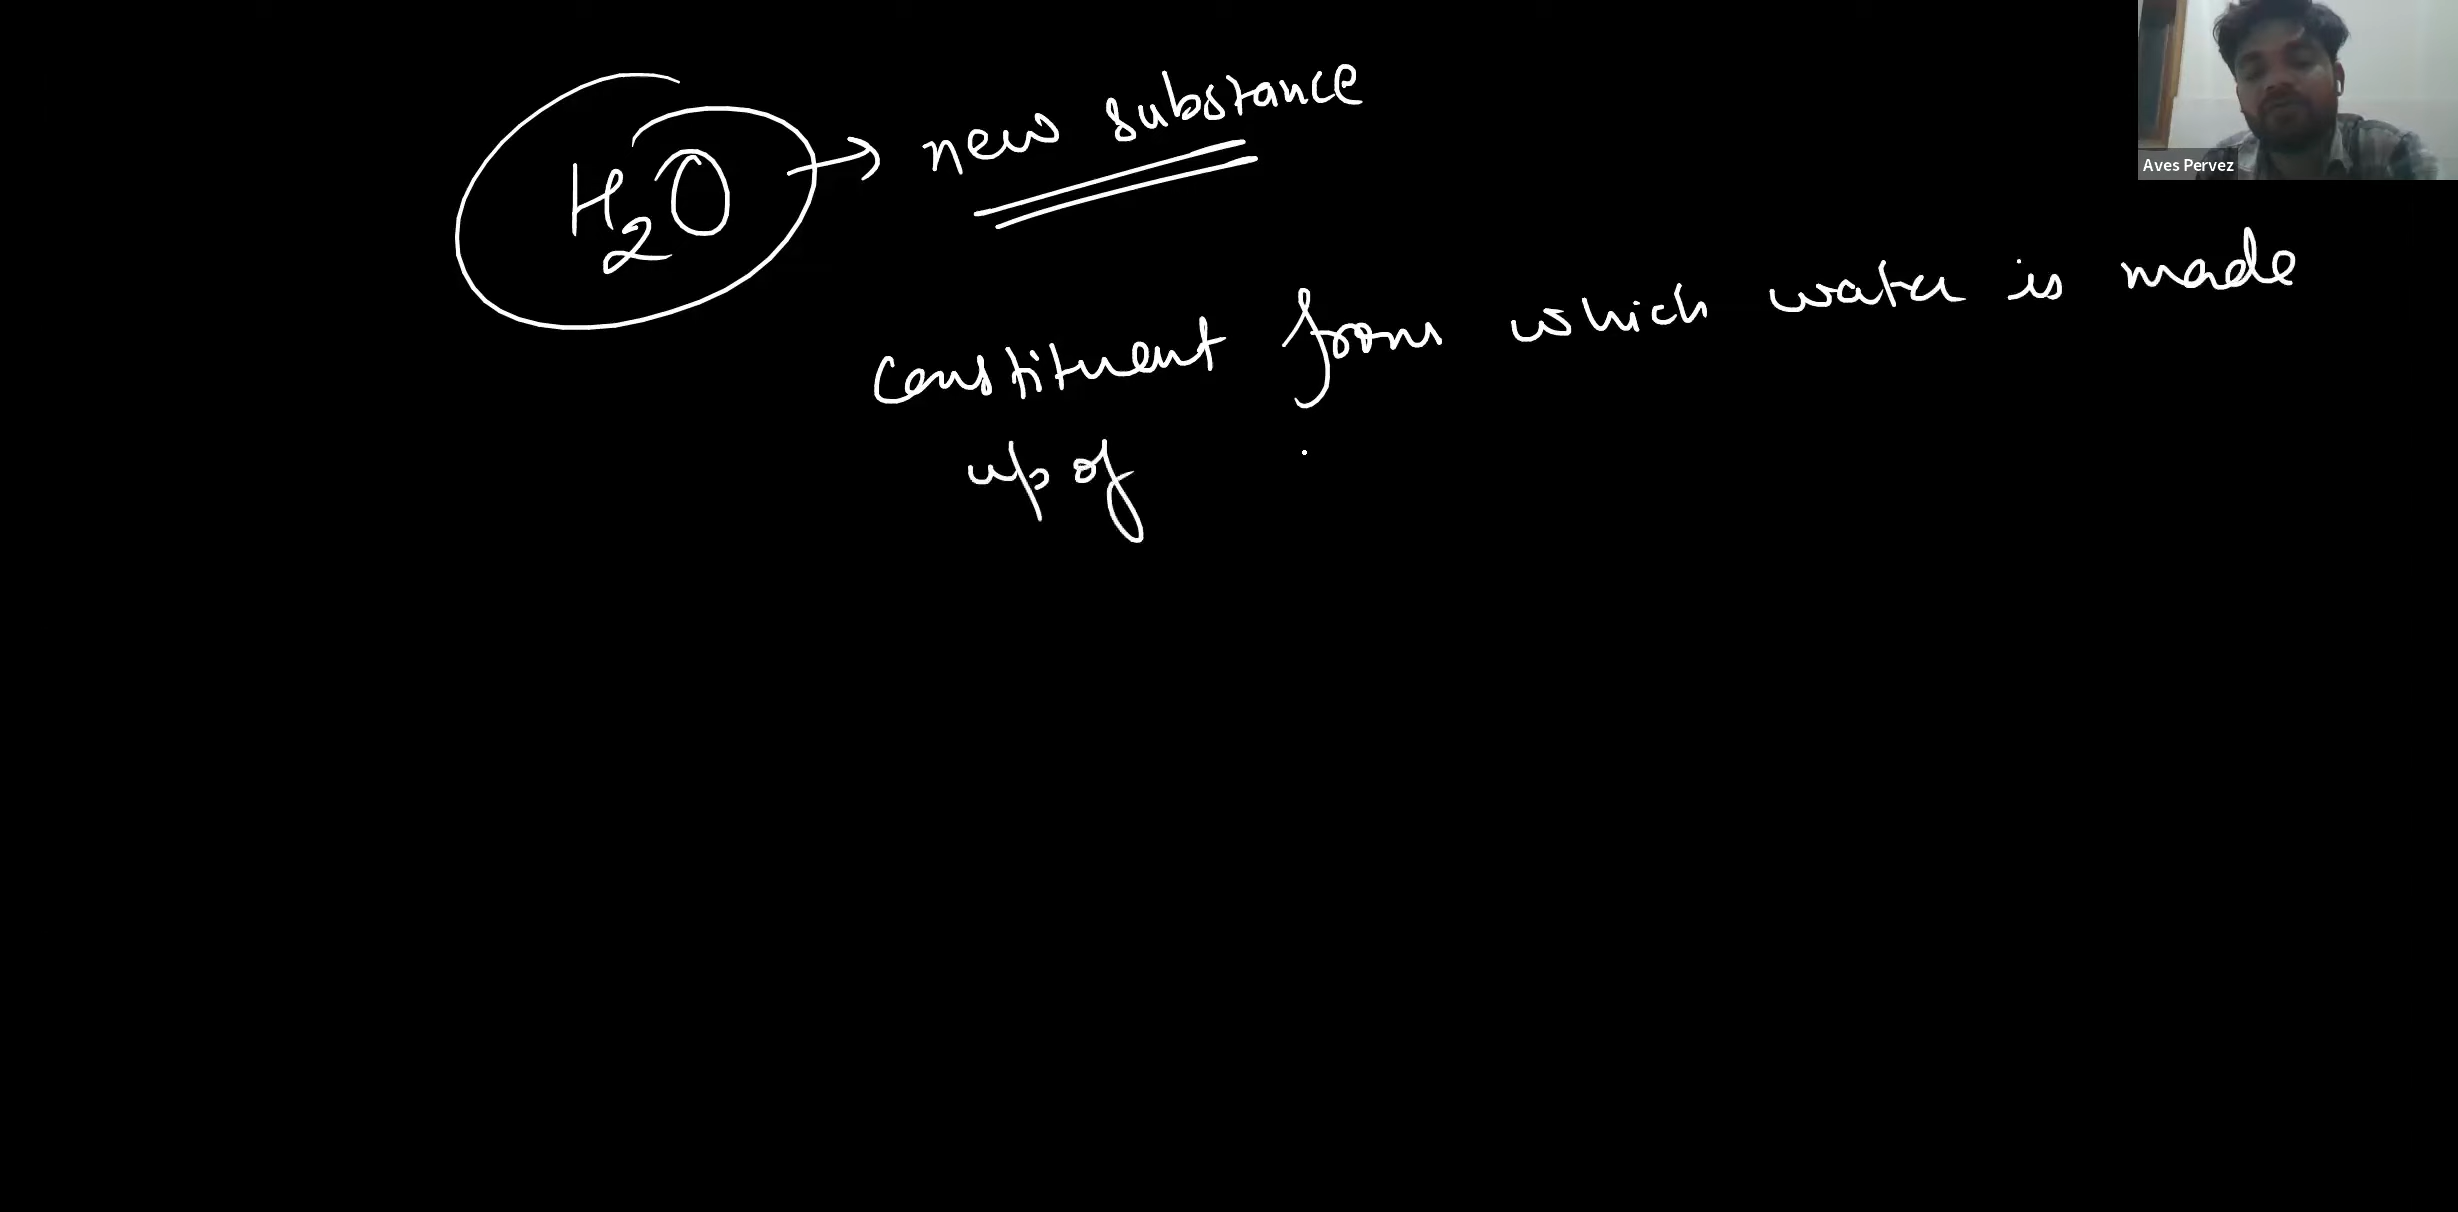 H₂O → new substance
Aves Pervez
constituent from which water is made
up of